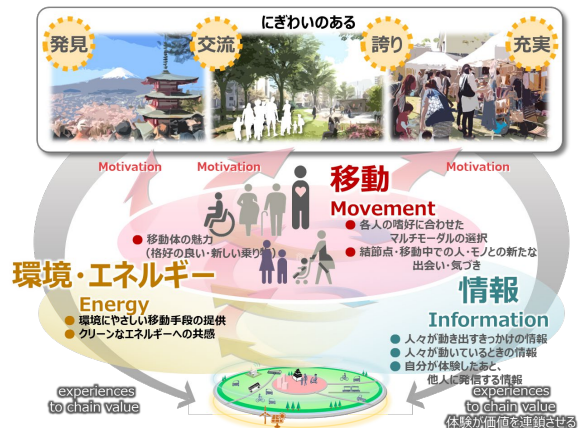 にぎわいのある
発見
交流
誇り
充実
Motivation
Motivation
Motivation
移動
Movement
● 移動体の魅力
（格好の良い・新しい乗り物）
● 各人の嗜好に合わせた
マルチモーダルの選択
● 結節点・移動中での人・モノとの新たな
出会い・気づき
環境・エネルギー
Energy
● 環境にやさしい移動手段の提供
● クリーンなエネルギーへの共感
情報
Information
● 人々が動き出すきっかけの情報
● 人々が動いているときの情報
● 自分が体験したあと、
他人に発信する情報
experiences
to chain value
experiences
to chain value
体験が価値を連鎖させる